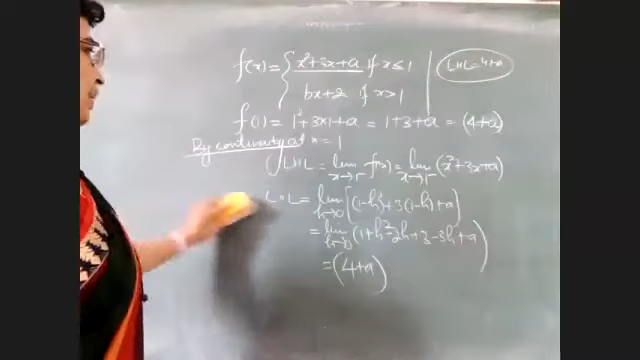 f(x) = { x²+3x+a if x ≤ 1
bx+2 if x > 1
LHL = 4+a
f(1) = 1²+3×1+a = 1+3+a = (4+a)
By continuity at x = 1
LHL = lim x→1⁻ f(x) = lim x→1⁻ (x²+3x+a)
L L = lim h→0 [(1-h)²+3(1-h)+a]
= lim h→0 (1+h²-2h+3-3h+a)
= (4+a)